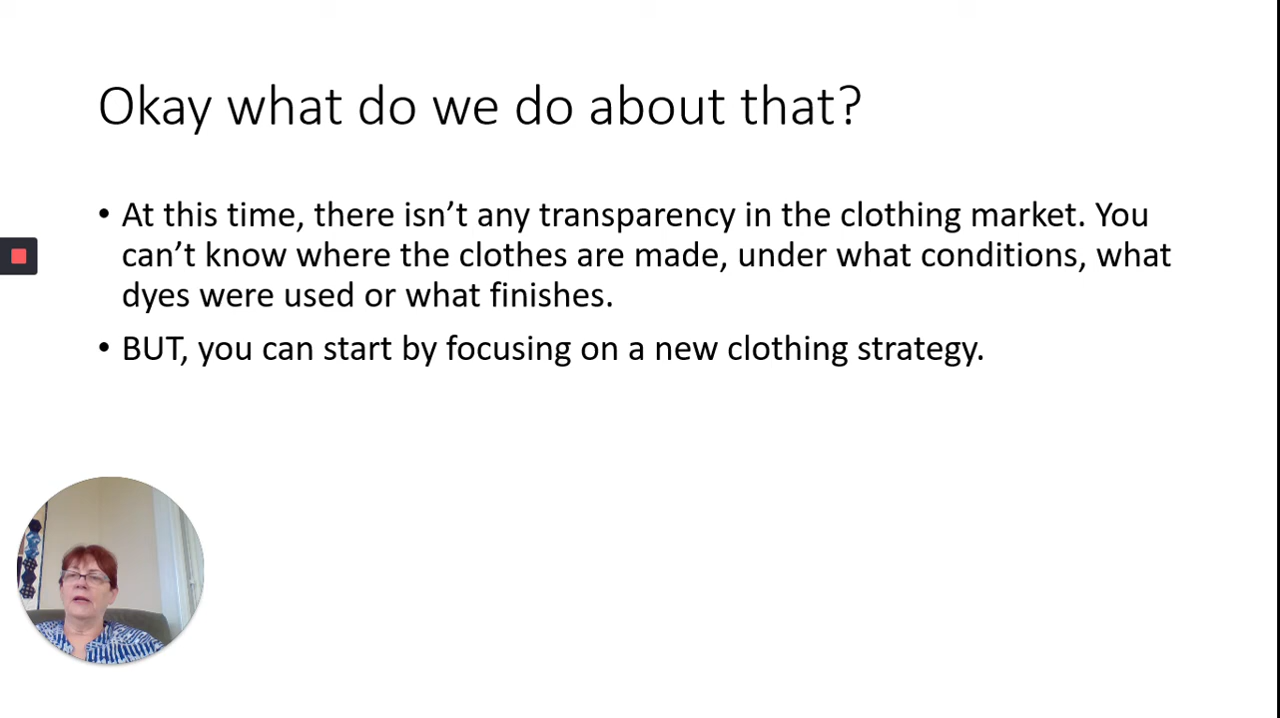 Okay what do we do about that?
• At this time, there isn’t any transparency in the clothing market. You
can’t know where the clothes are made, under what conditions, what
dyes were used or what finishes.
• BUT, you can start by focusing on a new clothing strategy.